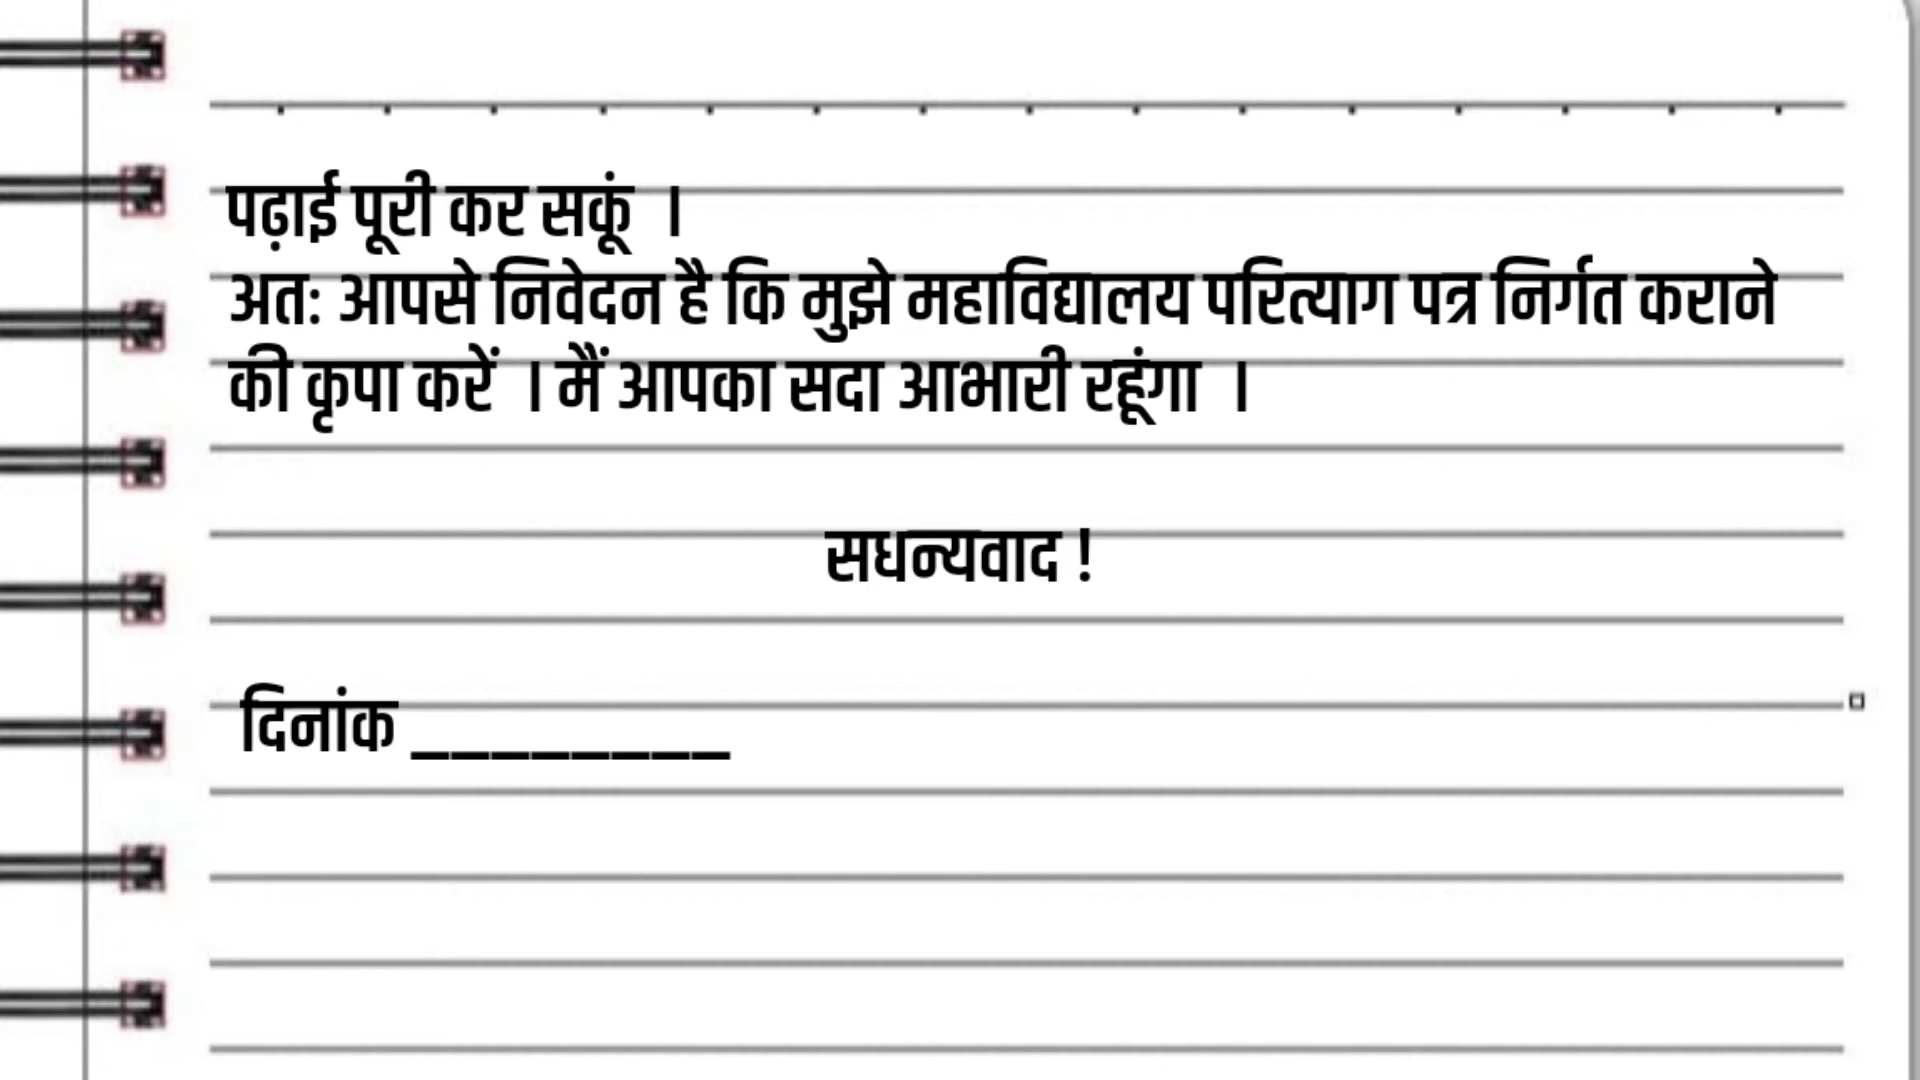 पढ़ाई पूरी कर सकूं ।
अतः आपसे निवेदन है कि मुझे महाविद्यालय परित्याग पत्र निर्गत कराने
की कृपा करें । मैं आपका सदा आभारी रहूंगा ।
सधन्यवाद !
दिनांक ________